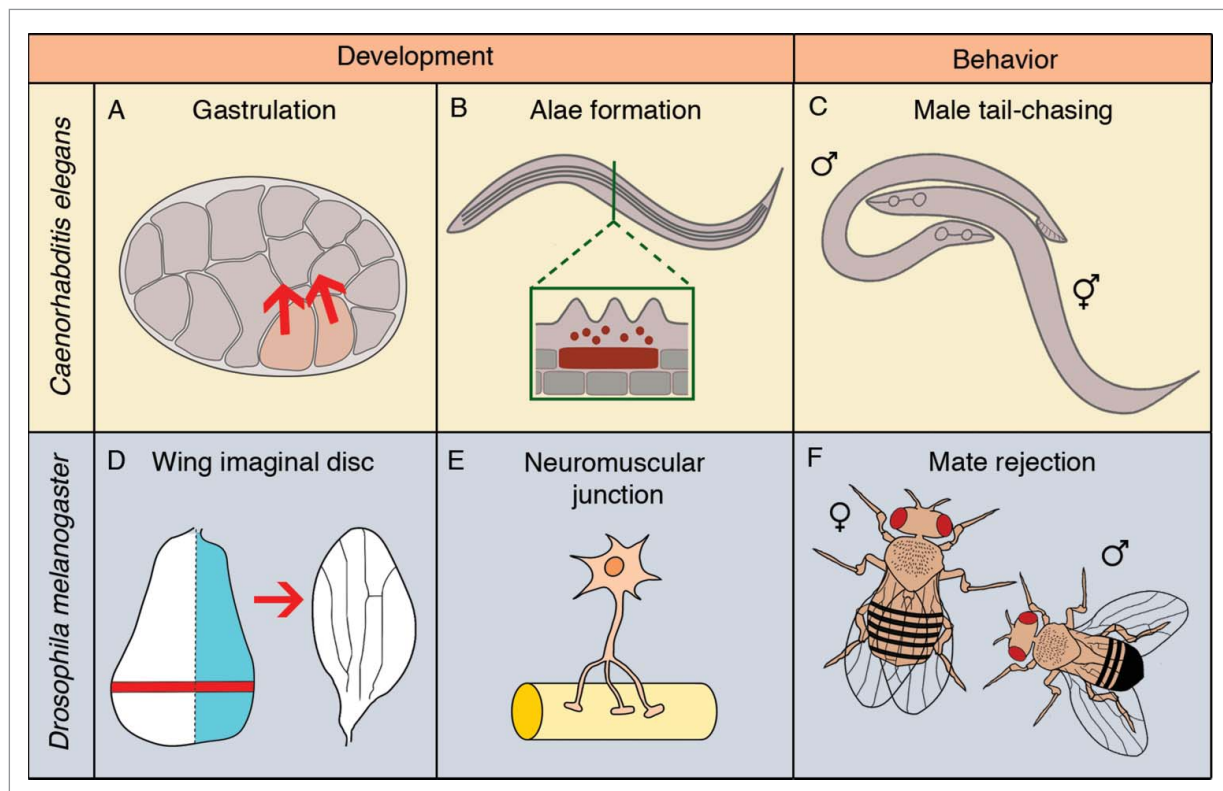 Development
Behavior
Caenorhabditis elegans
A Gastrulation
B Alae formation
C Male tail-chasing
♂
⚥
Drosophila melanogaster
D Wing imaginal disc
E Neuromuscular
junction
F Mate rejection
♀
♂